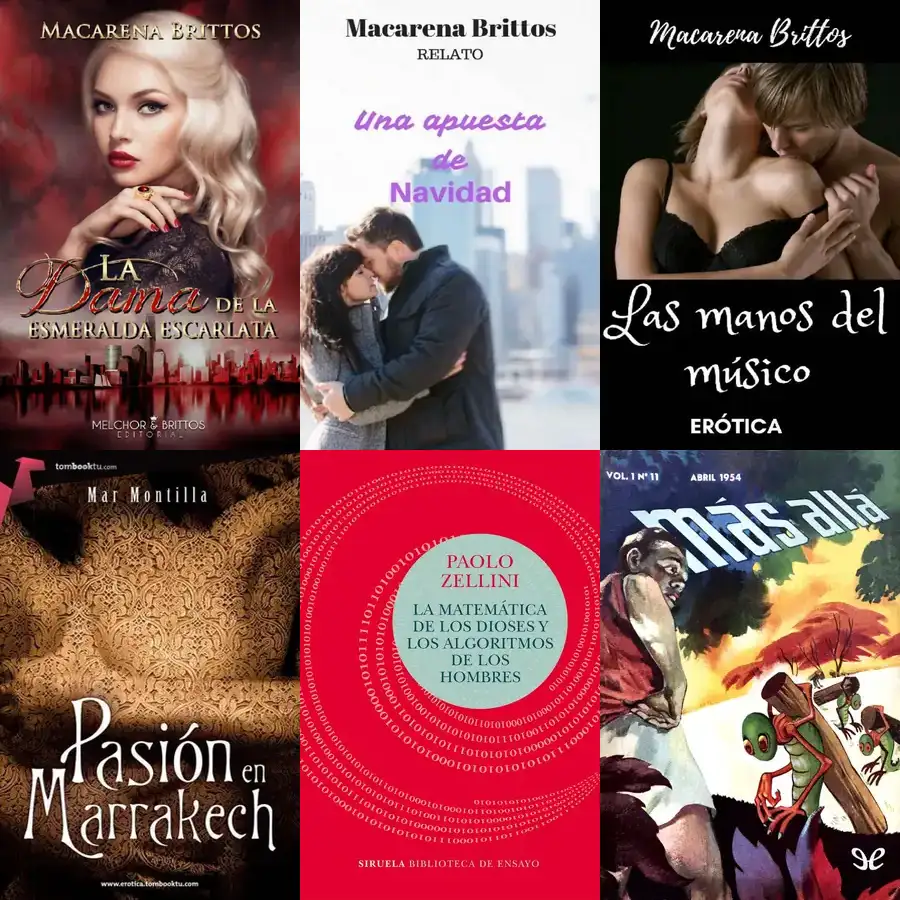 MACARENA BRITTOS
LA
Dama DE LA
ESMERALDA ESCARLATA
MELCHOR & BRITTOS
EDITORIAL
Macarena Brittos
RELATO
Una apuesta
de
Navidad
Macarena Brittos
Las manos del
músico
ERÓTICA
tombooktu.com
Mar Montilla
Pasión en
Marrakech
www.erotica.tombooktu.com
PAOLO
ZELLINI
LA MATEMÁTICA
DE LOS DIOSES Y
LOS ALGORITMOS
DE LOS
HOMBRES
SIRUELA BIBLIOTECA DE ENSAYO
VOL. 1 Nº 11 ABRIL 1954
más allá